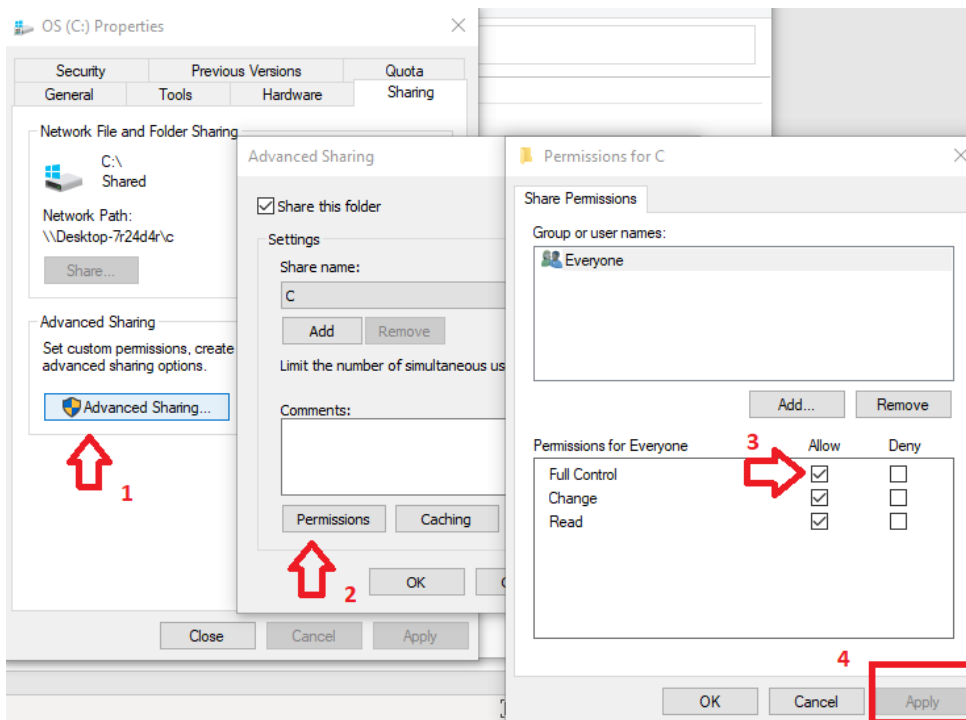 OS (C:) Properties
Security Previous Versions Quota
General Tools Hardware Sharing
Network File and Folder Sharing
C:\
Shared
Network Path:
\\Desktop-7r24d4r\c
Share...
Advanced Sharing
Set custom permissions, create
advanced sharing options.
Advanced Sharing...
1
Close Cancel Apply
Advanced Sharing
Share this folder
Settings
Share name:
C
Add Remove
Limit the number of simultaneous us
Comments:
Permissions Caching
2
OK
Permissions for C
Share Permissions
Group or user names:
Everyone
Add... Remove
Permissions for Everyone 3 Allow Deny
Full Control
Change
Read
4
OK Cancel Apply